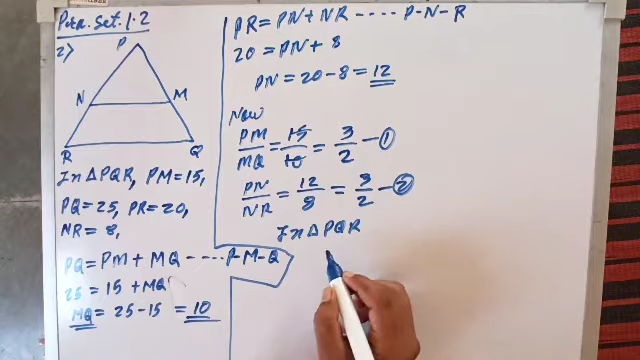 Prac. Set. 1.2
2)
P
N M
R Q
In △PQR, PM=15,
PQ=25, PR=20,
NR=8,
PQ = PM + MQ ---- P-M-Q
25 = 15 + MQ
MQ = 25-15 = 10
PR = PN + NR ---- P-N-R
20 = PN + 8
PN = 20-8 = 12
Now
PM/MQ = 15/10 = 3/2 — ①
PN/NR = 12/8 = 3/2 — ②
In △PQR